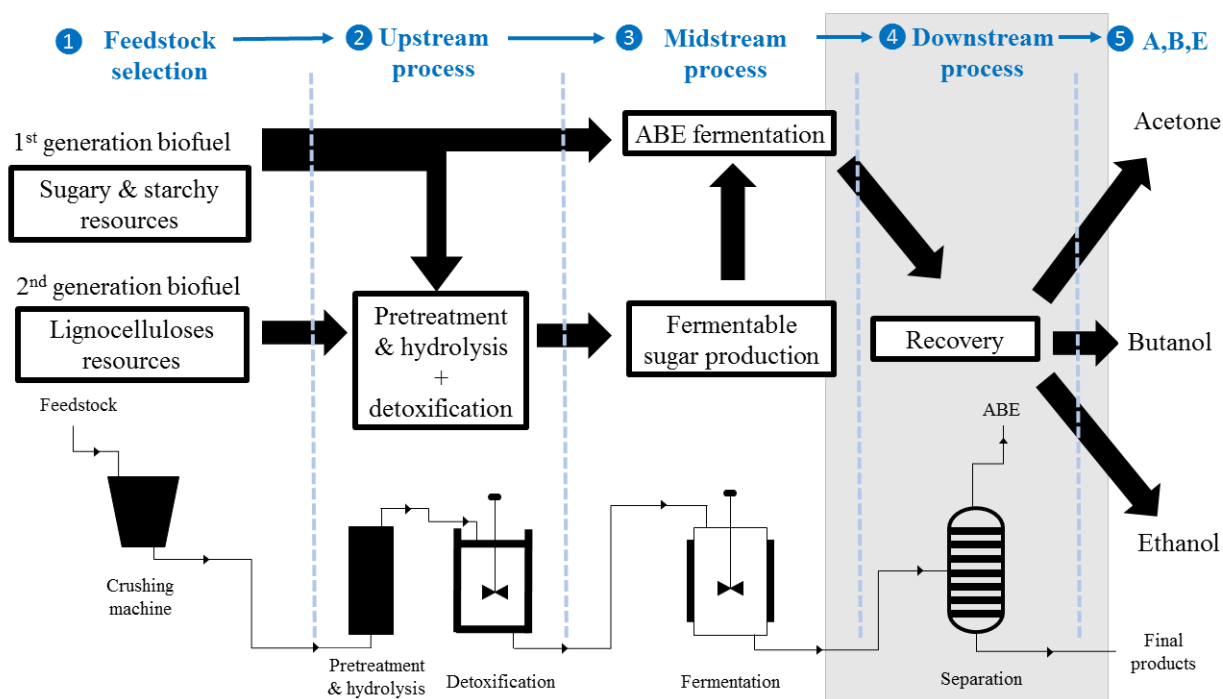 1 Feedstock
selection
2 Upstream
process
3 Midstream
process
4 Downstream
process
5 A,B,E
1st generation biofuel
Sugary & starchy
resources
ABE fermentation
Acetone
2nd generation biofuel
Lignocelluloses
resources
Pretreatment
& hydrolysis
+
detoxification
Fermentable
sugar production
Recovery
Butanol
Ethanol
Feedstock
Crushing
machine
Pretreatment
& hydrolysis
Detoxification
Fermentation
ABE
Separation
Final
products